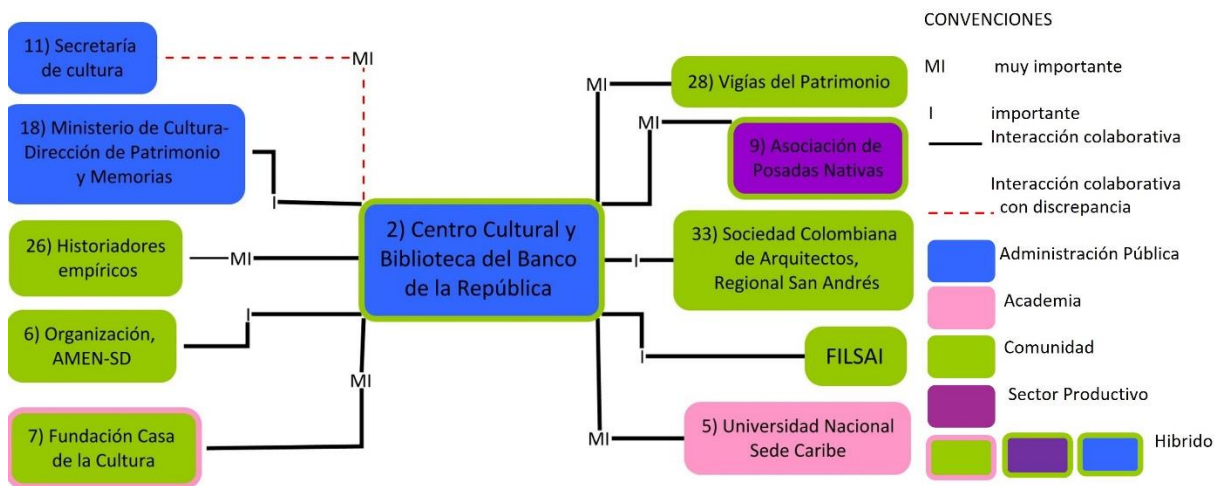 11) Secretaría
de cultura
MI
18) Ministerio de Cultura-
Dirección de Patrimonio
y Memorias
I
26) Historiadores
empíricos
MI
6) Organización,
AMEN-SD
I
7) Fundación Casa
de la Cultura
MI
2) Centro Cultural y
Biblioteca del Banco
de la República
MI
28) Vigías del Patrimonio
MI
9) Asociación de
Posadas Nativas
I
33) Sociedad Colombiana
de Arquitectos,
Regional San Andrés
I
FILSAI
MI
5) Universidad Nacional
Sede Caribe
CONVENCIONES
MI muy importante
I importante
Interacción colaborativa
Interacción colaborativa
con discrepancia
Administración Pública
Academia
Comunidad
Sector Productivo
Hibrido